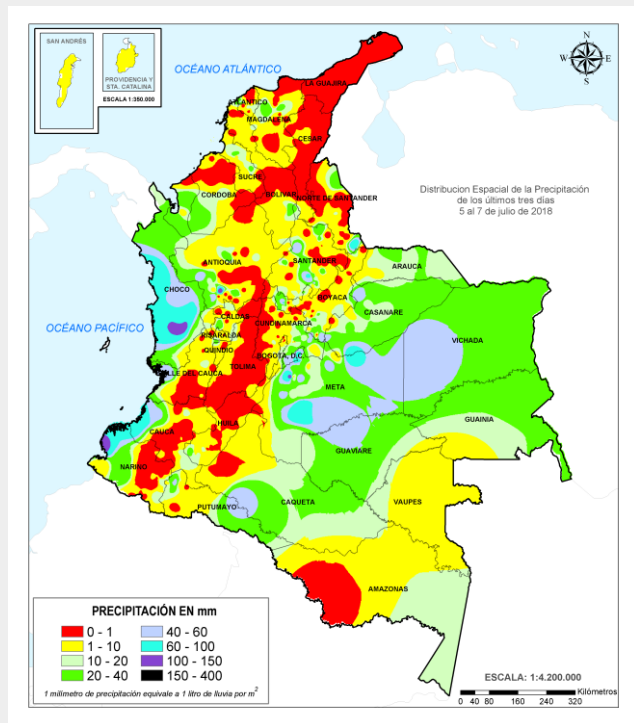 SAN ANDRÉS
PROVIDENCIA Y
STA. CATALINA
ESCALA 1:350.000
OCÉANO ATLÁNTICO
N
W
E
S
LA GUAJIRA
ATLANTICO
MAGDALENA
CESAR
SUCRE
CORDOBA
BOLIVAR
NORTE DE SANTANDER
Distribucion Espacial de la Precipitación
de los últimos tres días
5 al 7 de julio de 2018
ANTIOQUIA
SANTANDER
ARAUCA
CHOCO
BOYACA
CASANARE
OCÉANO PACÍFICO
CALDAS
CUNDINAMARCA
RISARALDA
VICHADA
QUINDIO
BOGOTA, D.C.
TOLIMA
VALLE DEL CAUCA
META
GUAINIA
CAUCA
HUILA
GUAVIARE
NARIÑO
PUTUMAYO
CAQUETA
VAUPES
AMAZONAS
PRECIPITACIÓN EN mm
0 - 1
40 - 60
1 - 10
60 - 100
10 - 20
100 - 150
20 - 40
150 - 400
1 milimetro de precipitación equivale a 1 litro de lluvia por m²
ESCALA: 1:4.200.000
Kilómetros
0 40 80 160 240 320